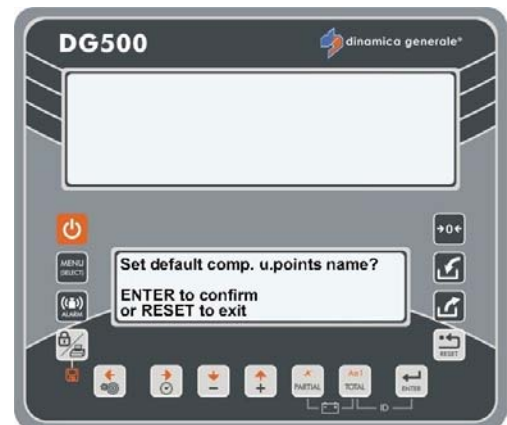 DG500
dinamica generale®
→0←
MENU
(SELECT)
ALARM
Set default comp. u.points name?
ENTER to confirm
or RESET to exit
RESET
PARTIAL
TOTAL
ENTER
ID